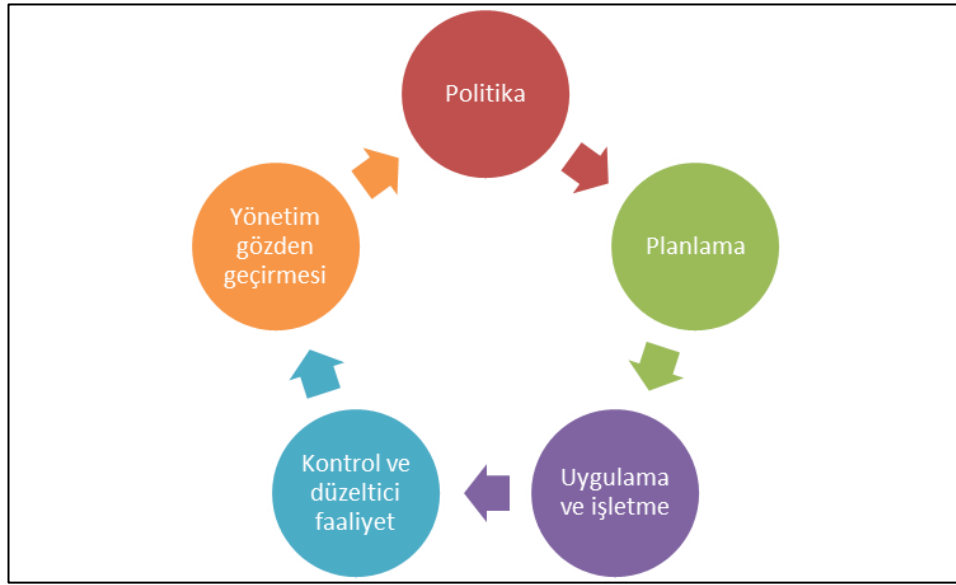 Politika
Planlama
Uygulama
ve işletme
Kontrol ve
düzeltici
faaliyet
Yönetim
gözden
geçirmesi